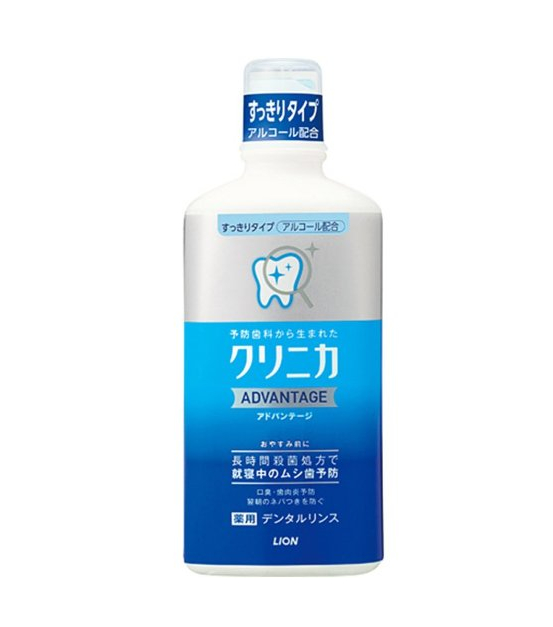 すっきりタイプ
アルコール配合
すっきりタイプ アルコール配合
予防歯科から生まれた
クリニカ
ADVANTAGE
アドバンテージ
おやすみ前に
長時間殺菌処方で
就寝中のムシ歯予防
口臭・歯肉炎予防
翌朝のネバつきを防ぐ
薬用 デンタルリンス
LION